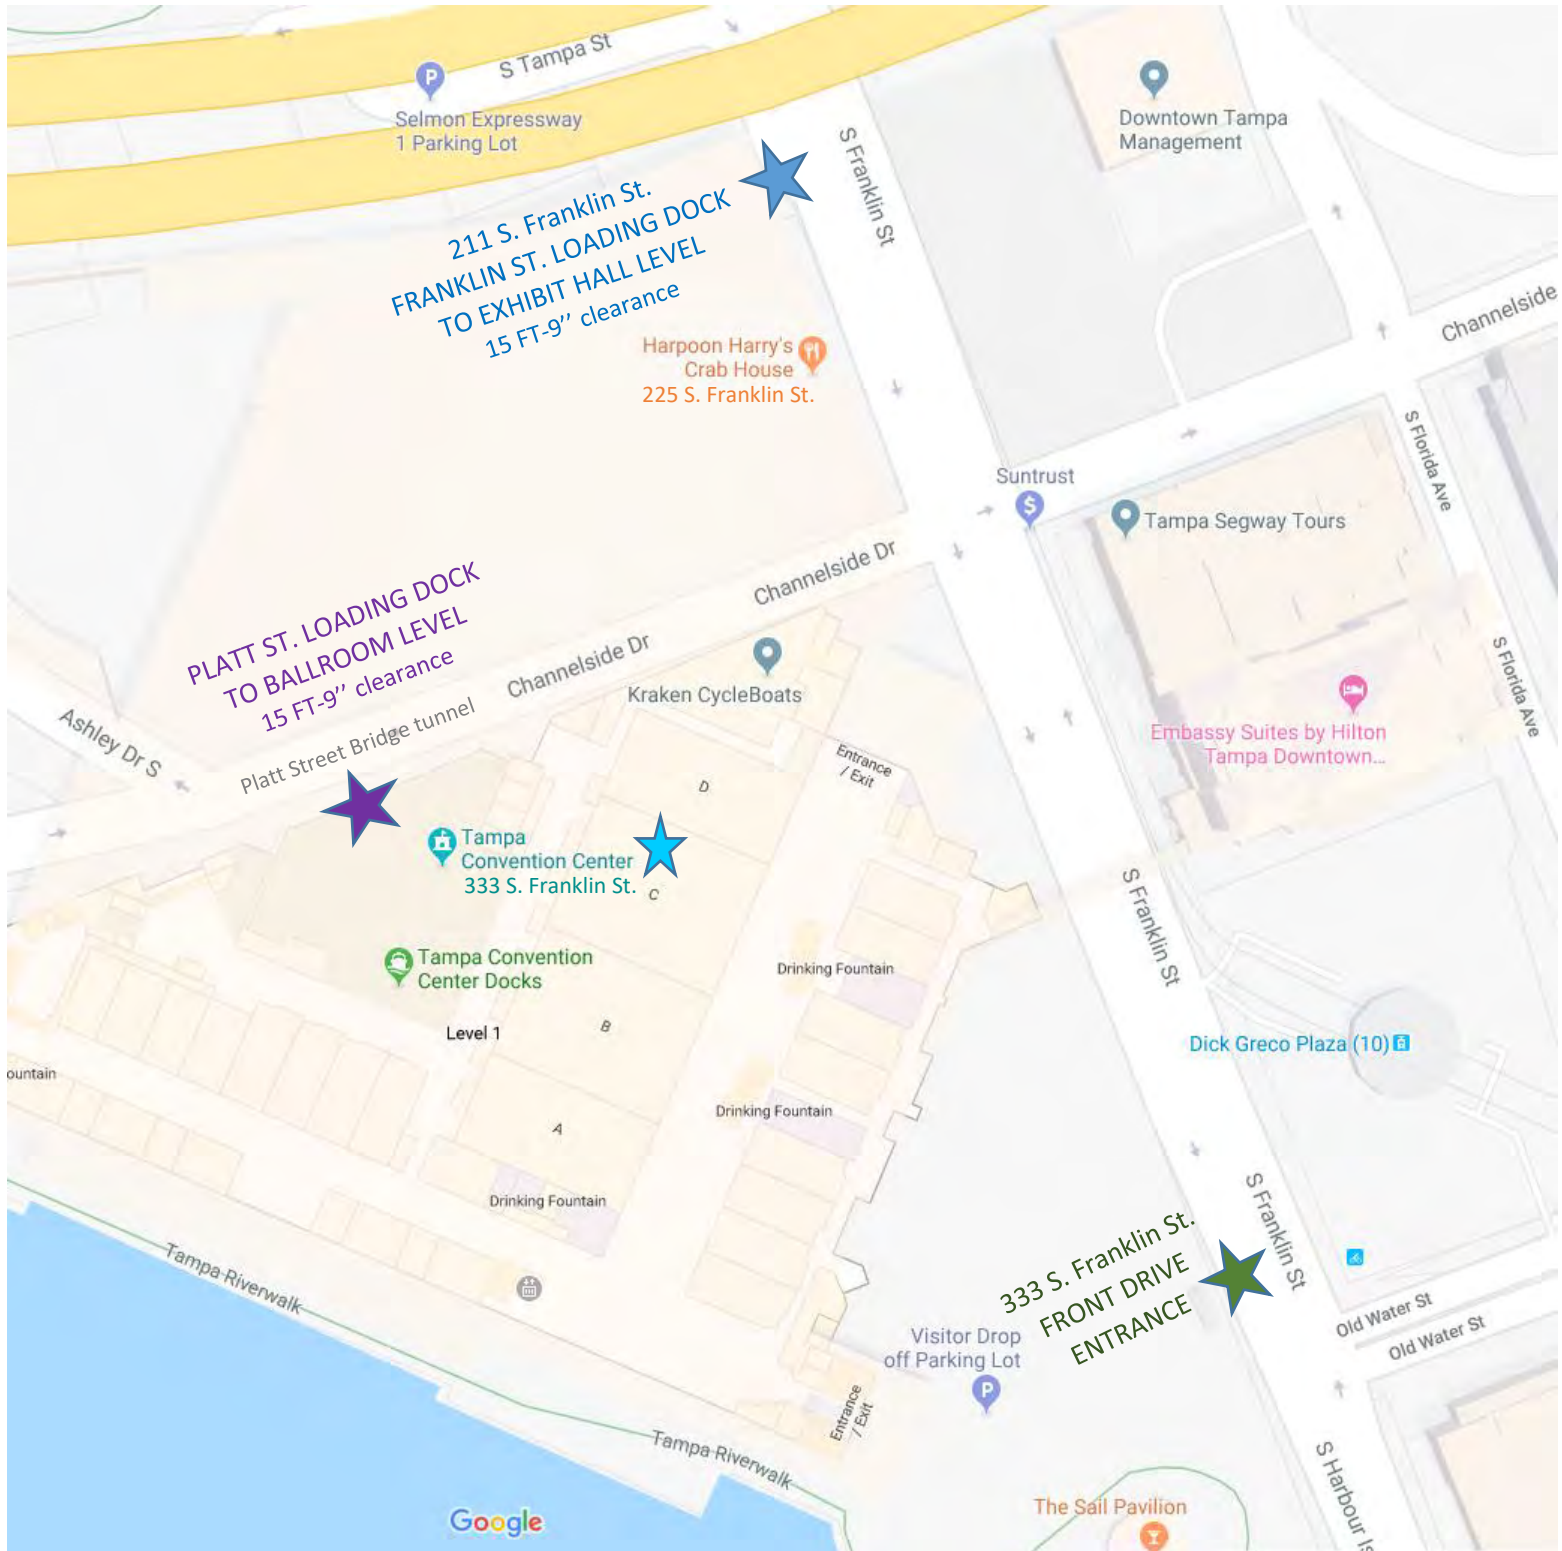 S Tampa St
P
Selmon Expressway
1 Parking Lot
Downtown Tampa
Management
S Franklin St
211 S. Franklin St.
FRANKLIN ST. LOADING DOCK
TO EXHIBIT HALL LEVEL
15 FT-9’’ clearance
Harpoon Harry's
Crab House
225 S. Franklin St.
Channelside
S Florida Ave
Suntrust
$
Tampa Segway Tours
Channelside Dr
PLATT ST. LOADING DOCK
TO BALLROOM LEVEL
15 FT-9’’ clearance
Channelside Dr
Platt Street Bridge tunnel
Ashley Dr S
Kraken CycleBoats
S Florida Ave
Embassy Suites by Hilton
Tampa Downtown...
Entrance
/ Exit
D
Tampa
Convention Center
333 S. Franklin St.
C
S Franklin St
Tampa Convention
Center Docks
Drinking Fountain
Level 1
B
Dick Greco Plaza (10)
ountain
Drinking Fountain
A
Drinking Fountain
S Franklin St
333 S. Franklin St.
FRONT DRIVE
ENTRANCE
Tampa Riverwalk
Old Water St
Old Water St
Visitor Drop
off Parking Lot
P
Entrance
/ Exit
Tampa Riverwalk
S Harbour Is
The Sail Pavilion
Google